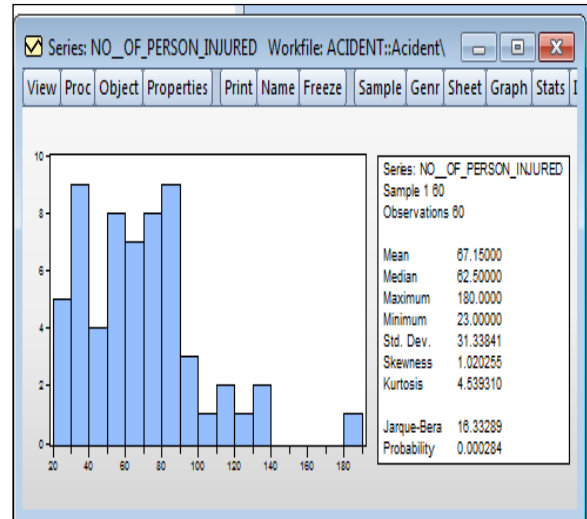 Series: NO__OF_PERSON_INJURED Workfile: ACIDENT::Acident\
View Proc Object Properties Print Name Freeze Sample Genr Sheet Graph Stats
10
8
6
4
2
0
20 40 60 80 100 120 140 160 180
Series: NO__OF_PERSON_INJURED
Sample 1 60
Observations 60
Mean 67.15000
Median 62.50000
Maximum 180.0000
Minimum 23.00000
Std. Dev. 31.33841
Skewness 1.020255
Kurtosis 4.539310
Jarque-Bera 16.33289
Probability 0.000284